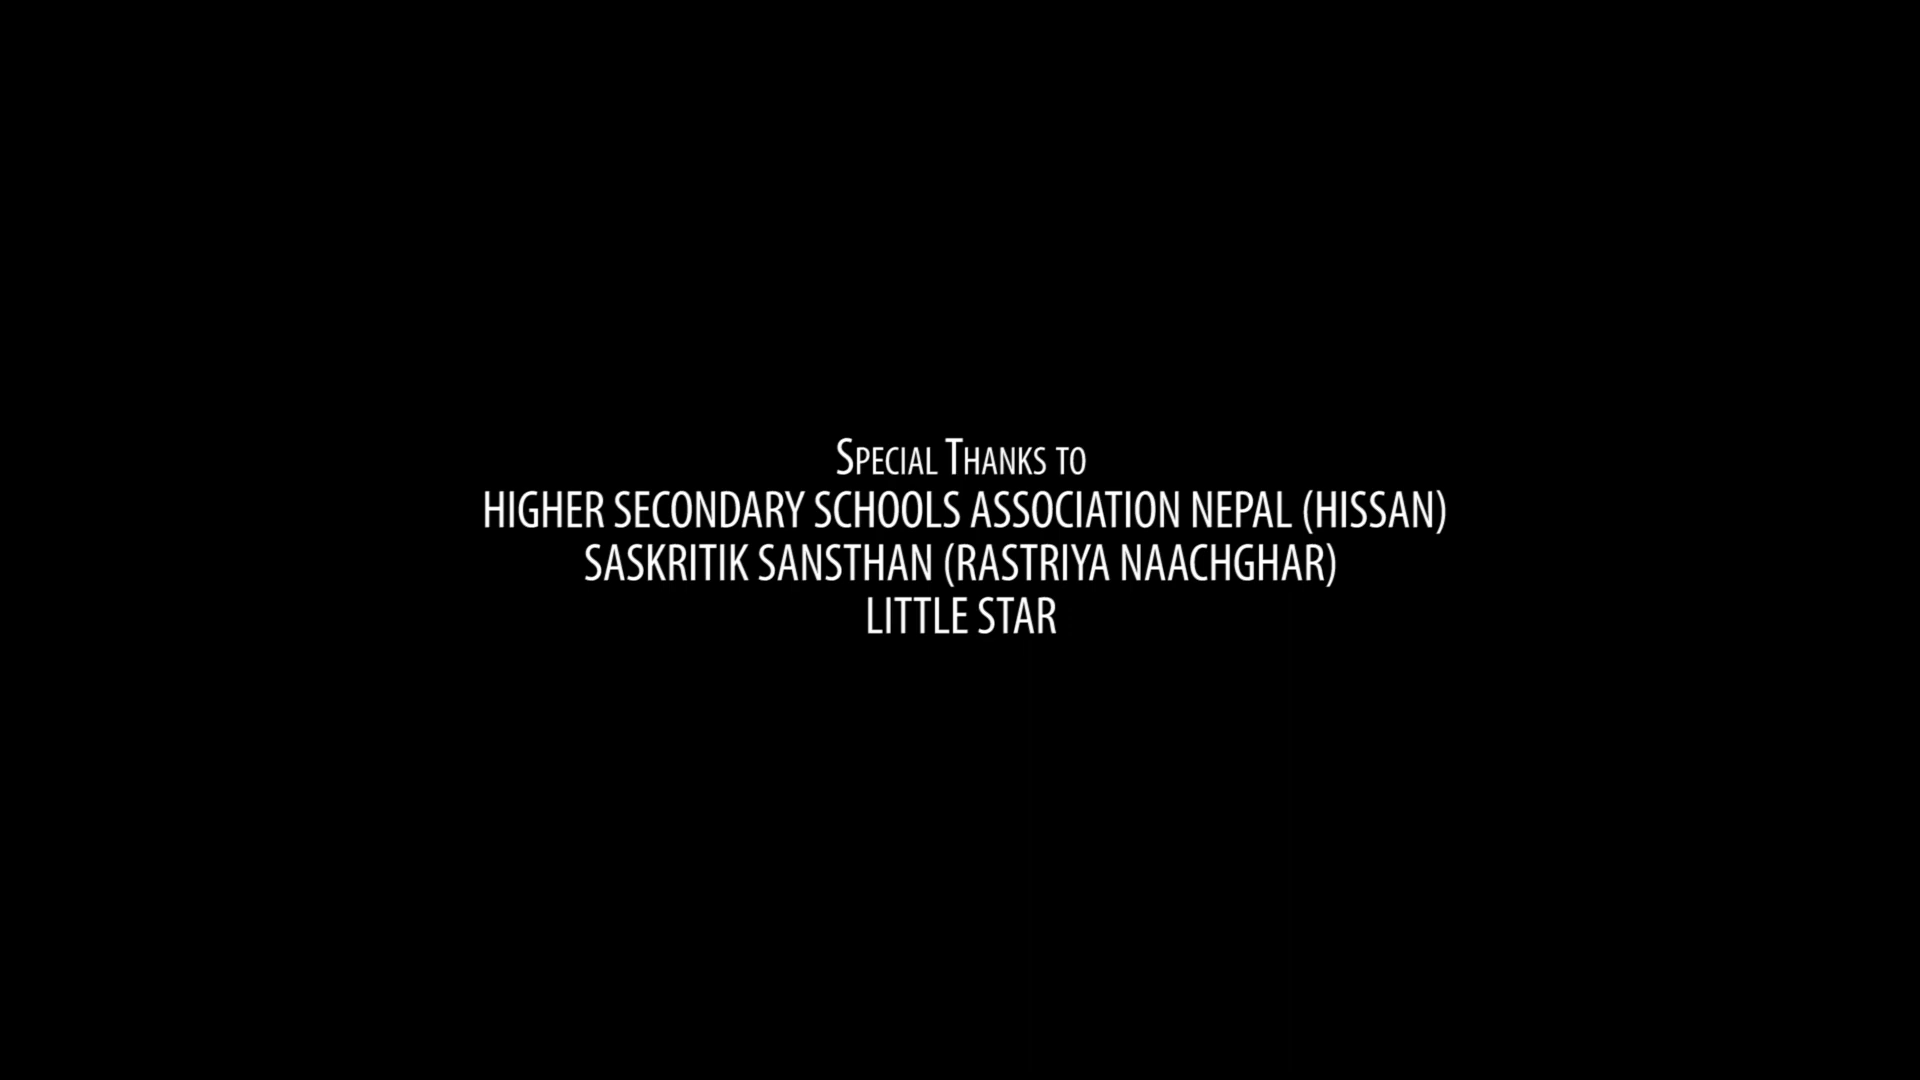 Special Thanks to
HIGHER SECONDARY SCHOOLS ASSOCIATION NEPAL (HISSAN)
SASKRITIK SANSTHAN (RASTRIYA NAACHGHAR)
LITTLE STAR